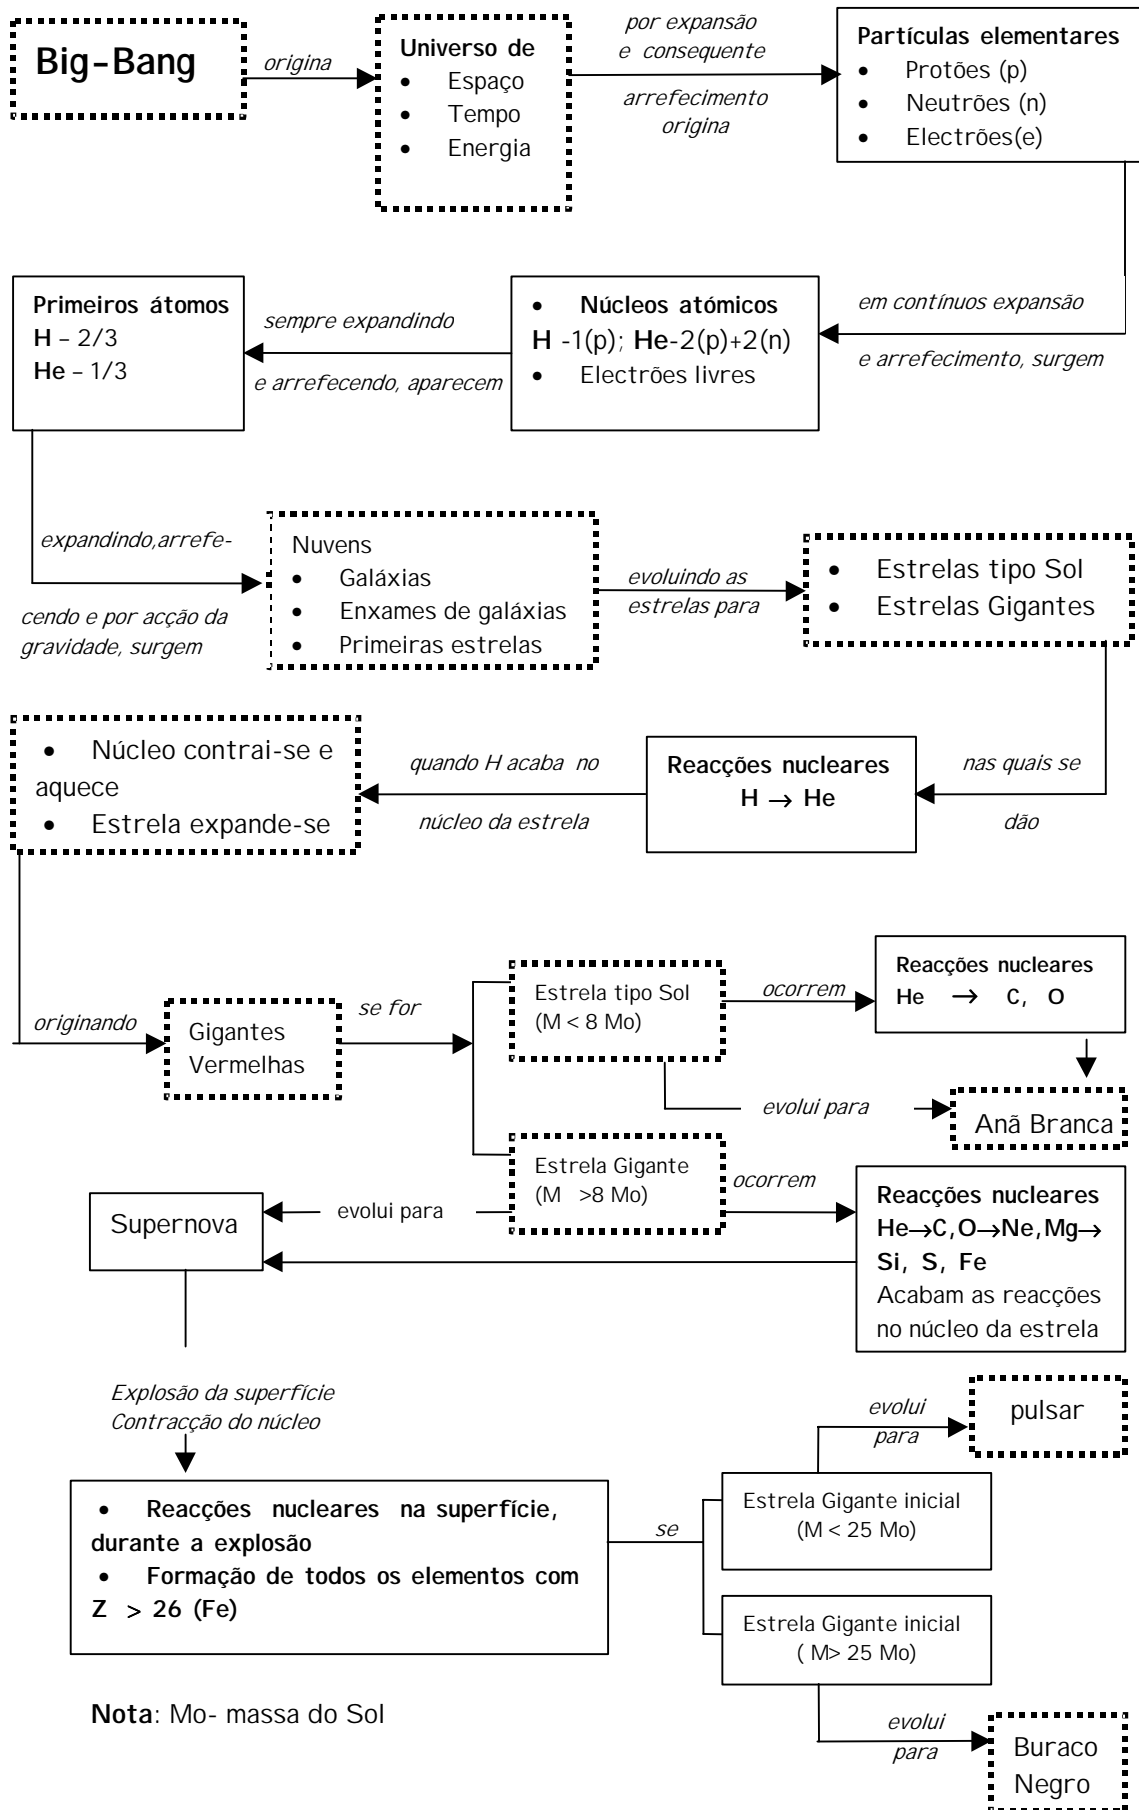 Big-Bang
origina
Universo de
• Espaço
• Tempo
• Energia
por expansão
e consequente
arrefecimento
origina
Partículas elementares
• Protões (p)
• Neutrões (n)
• Electrões(e)
em contínuos expansão
e arrefecimento, surgem
• Núcleos atómicos
H -1(p); He-2(p)+2(n)
• Electrões livres
sempre expandindo
e arrefecendo, aparecem
Primeiros átomos
H – 2/3
He – 1/3
expandindo,arrefe-
cendo e por acção da
gravidade, surgem
Nuvens
• Galáxias
• Enxames de galáxias
• Primeiras estrelas
evoluindo as
estrelas para
• Estrelas tipo Sol
• Estrelas Gigantes
nas quais se
dão
Reacções nucleares
H → He
quando H acaba no
núcleo da estrela
• Núcleo contrai-se e
aquece
• Estrela expande-se
originando
Gigantes
Vermelhas
se for
Estrela tipo Sol
(M < 8 Mo)
ocorrem
Reacções nucleares
He → C, O
evolui para
Anã Branca
Estrela Gigante
(M >8 Mo)
ocorrem
Reacções nucleares
He→C,O→Ne,Mg→
Si, S, Fe
Acabam as reacções
no núcleo da estrela
evolui para
Supernova
Explosão da superfície
Contracção do núcleo
• Reacções nucleares na superfície,
durante a explosão
• Formação de todos os elementos com
Z > 26 (Fe)
se
Estrela Gigante inicial
(M < 25 Mo)
evolui
para
pulsar
Estrela Gigante inicial
( M> 25 Mo)
evolui
para
Buraco
Negro
Nota: Mo- massa do Sol